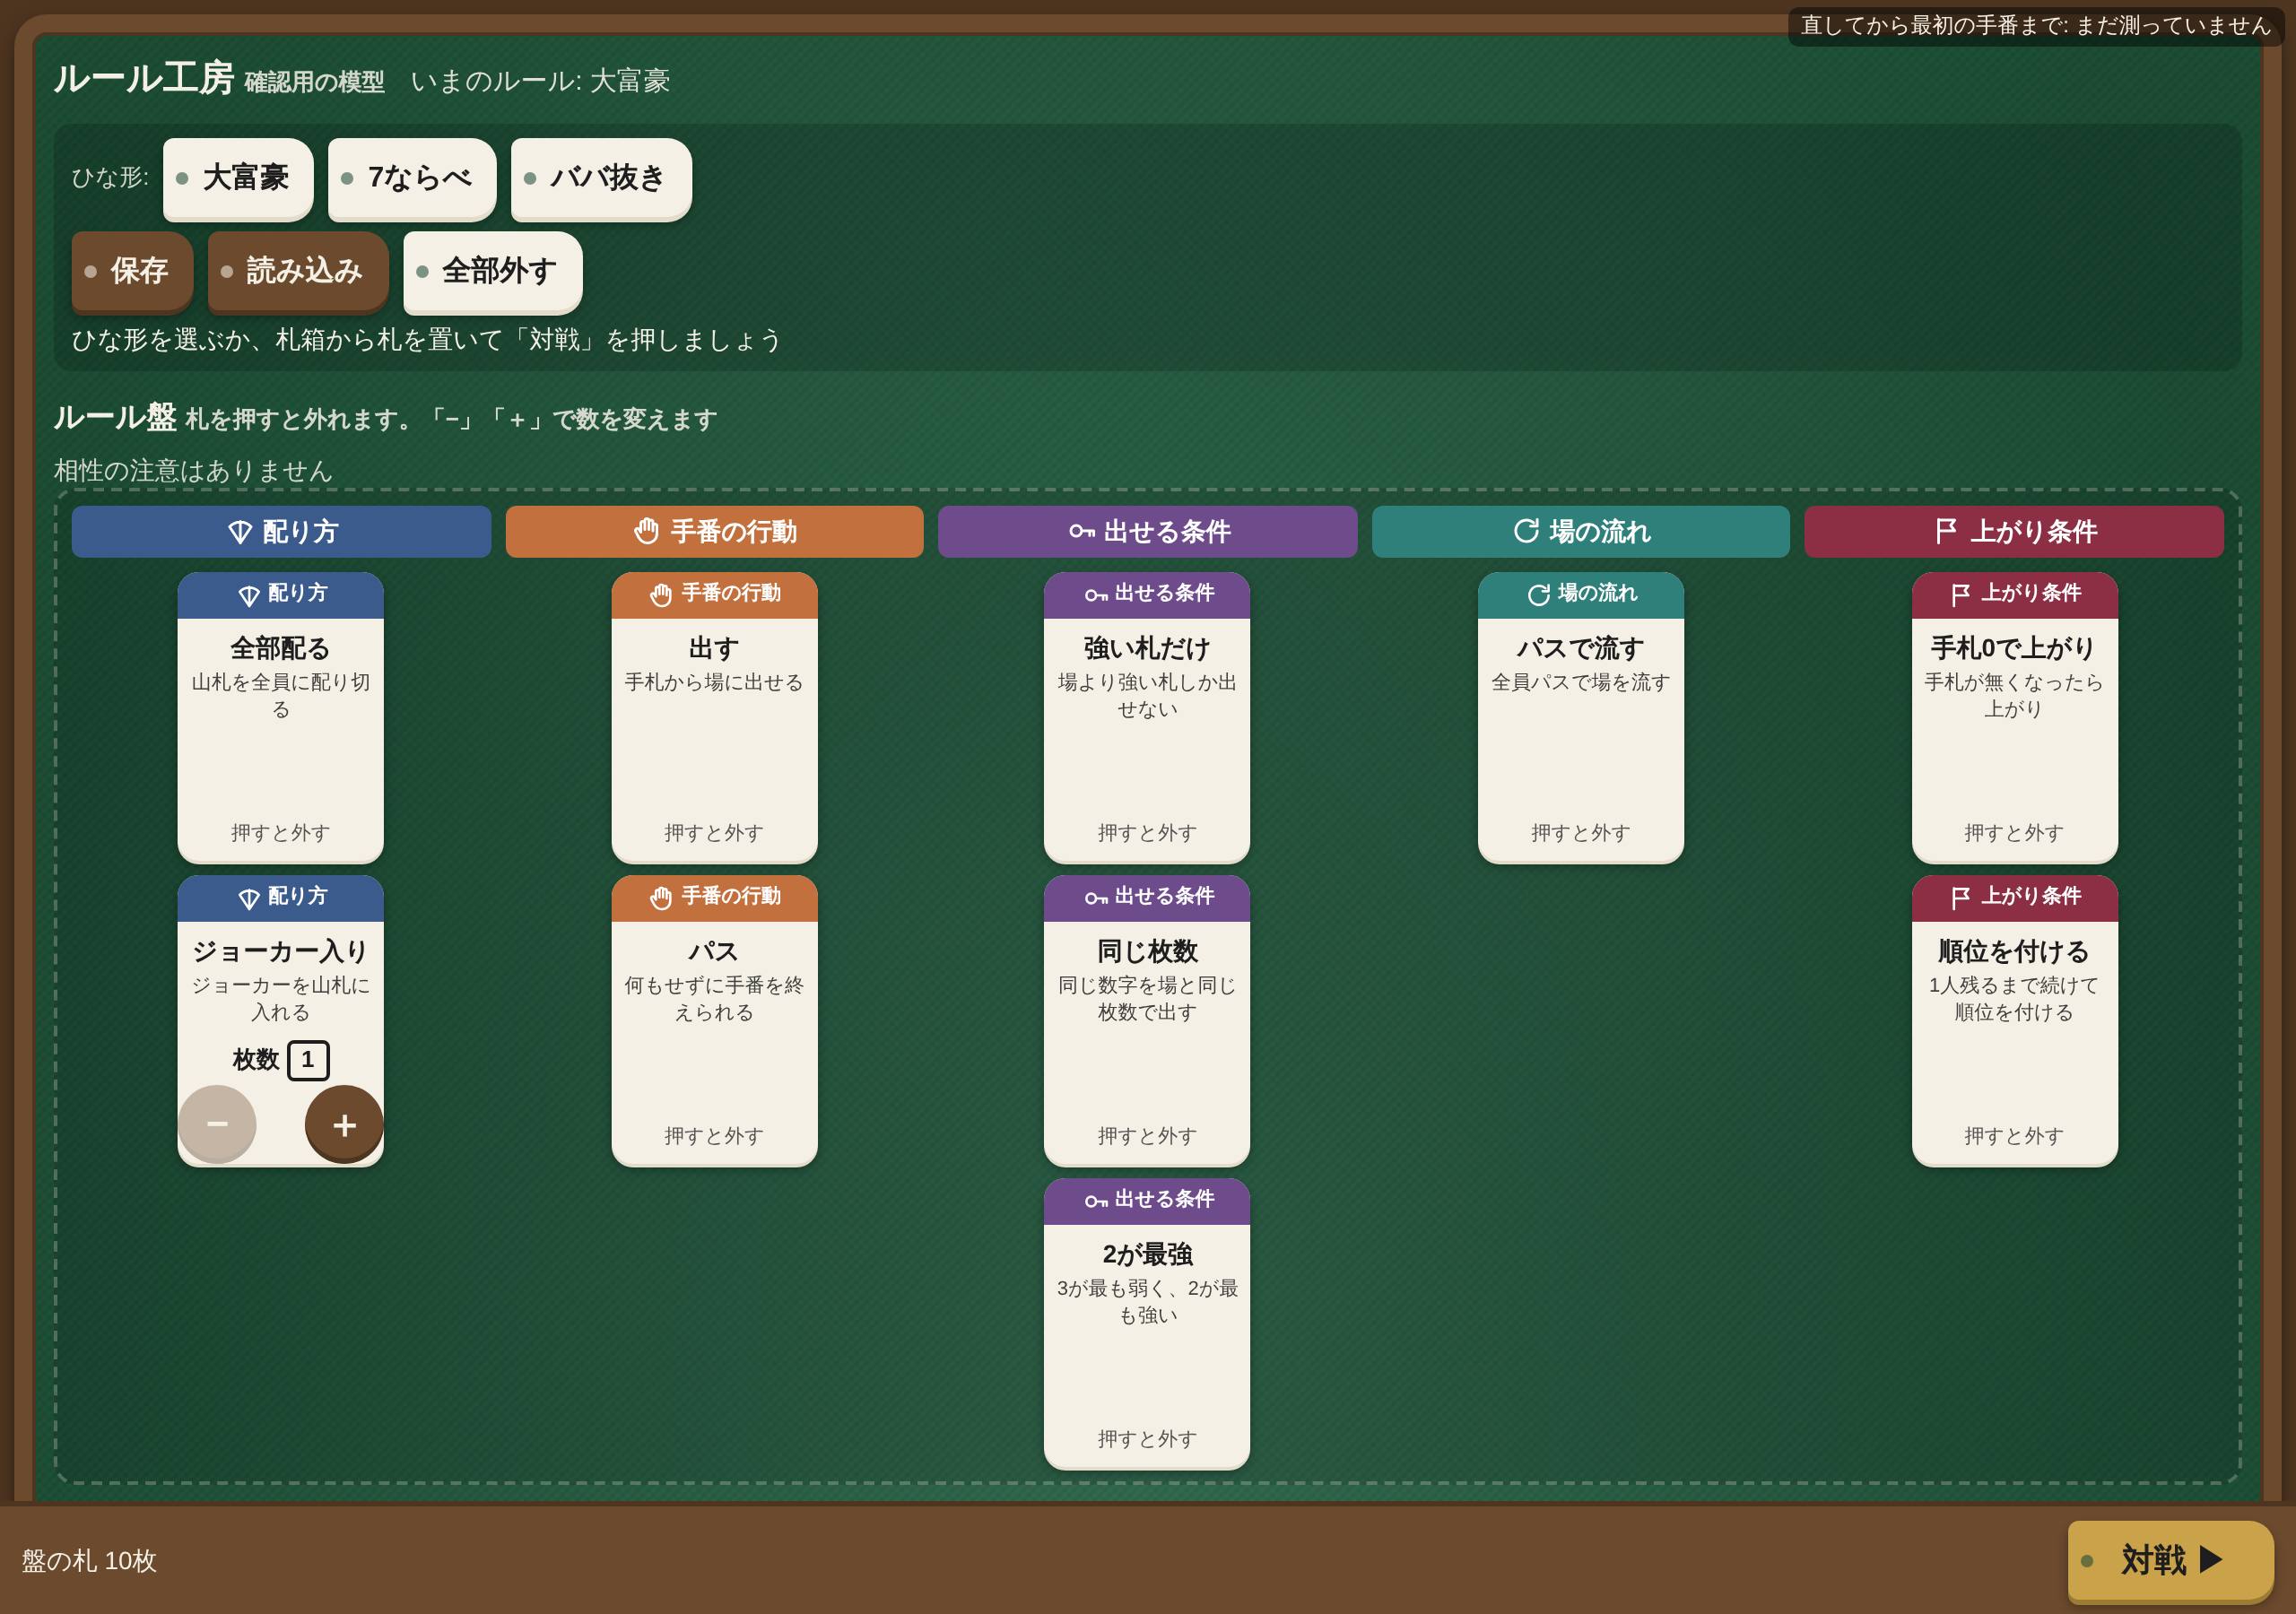 直してから最初の手番まで: まだ測っていません
ルール工房 確認用の模型 いまのルール: 大富豪
ひな形: 大富豪 7ならべ ババ抜き
保存 読み込み 全部外す
ひな形を選ぶか、札箱から札を置いて「対戦」を押しましょう
ルール盤 札を押すと外れます。「−」「＋」で数を変えます
相性の注意はありません
配り方 手番の行動 出せる条件 場の流れ 上がり条件
配り方
全部配る
山札を全員に配り切
る
押すと外す
手番の行動
出す
手札から場に出せる
押すと外す
出せる条件
強い札だけ
場より強い札しか出
せない
押すと外す
場の流れ
パスで流す
全員パスで場を流す
押すと外す
上がり条件
手札0で上がり
手札が無くなったら
上がり
押すと外す
配り方
ジョーカー入り
ジョーカーを山札に
入れる
枚数 1
− ＋
手番の行動
パス
何もせずに手番を終
えられる
押すと外す
出せる条件
同じ枚数
同じ数字を場と同じ
枚数で出す
押すと外す
上がり条件
順位を付ける
1人残るまで続けて
順位を付ける
押すと外す
出せる条件
2が最強
3が最も弱く、2が最
も強い
押すと外す
盤の札 10枚
対戦 ▶